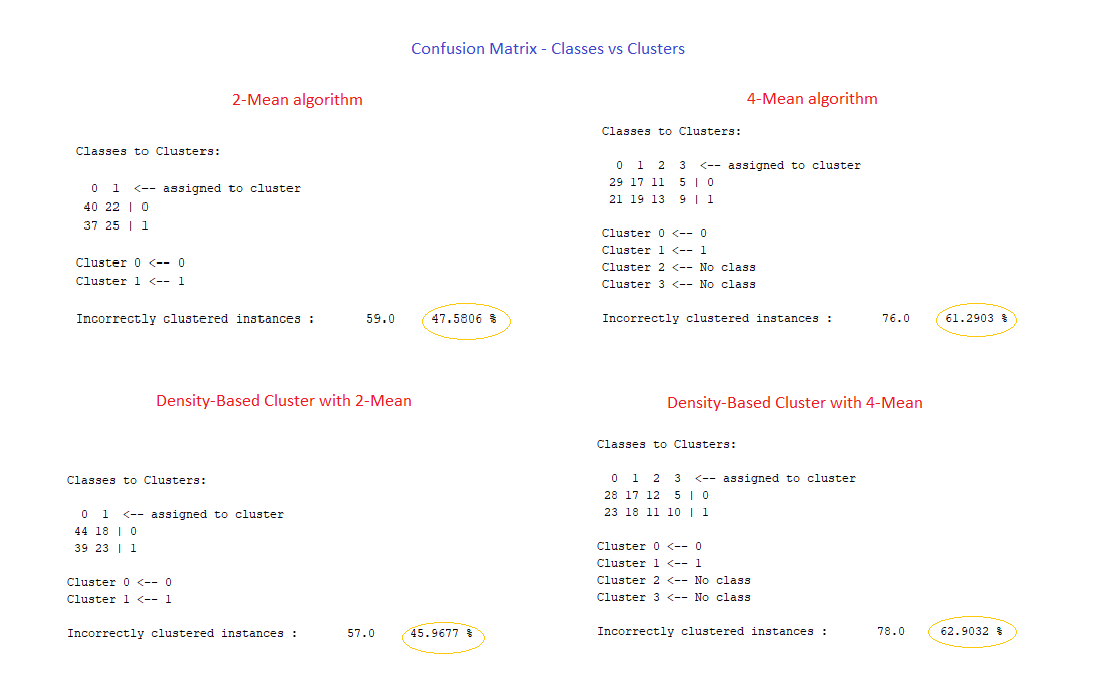 Confusion Matrix - Classes vs Clusters
2-Mean algorithm
Classes to Clusters:
0 1 <-- assigned to cluster
40 22 | 0
37 25 | 1
Cluster 0 <-- 0
Cluster 1 <-- 1
Incorrectly clustered instances : 59.0 47.5806 %
4-Mean algorithm
Classes to Clusters:
0 1 2 3 <-- assigned to cluster
29 17 11 5 | 0
21 19 13 9 | 1
Cluster 0 <-- 0
Cluster 1 <-- 1
Cluster 2 <-- No class
Cluster 3 <-- No class
Incorrectly clustered instances : 76.0 61.2903 %
Density-Based Cluster with 2-Mean
Classes to Clusters:
0 1 <-- assigned to cluster
44 18 | 0
39 23 | 1
Cluster 0 <-- 0
Cluster 1 <-- 1
Incorrectly clustered instances : 57.0 45.9677 %
Density-Based Cluster with 4-Mean
Classes to Clusters:
0 1 2 3 <-- assigned to cluster
28 17 12 5 | 0
23 18 11 10 | 1
Cluster 0 <-- 0
Cluster 1 <-- 1
Cluster 2 <-- No class
Cluster 3 <-- No class
Incorrectly clustered instances : 78.0 62.9032 %